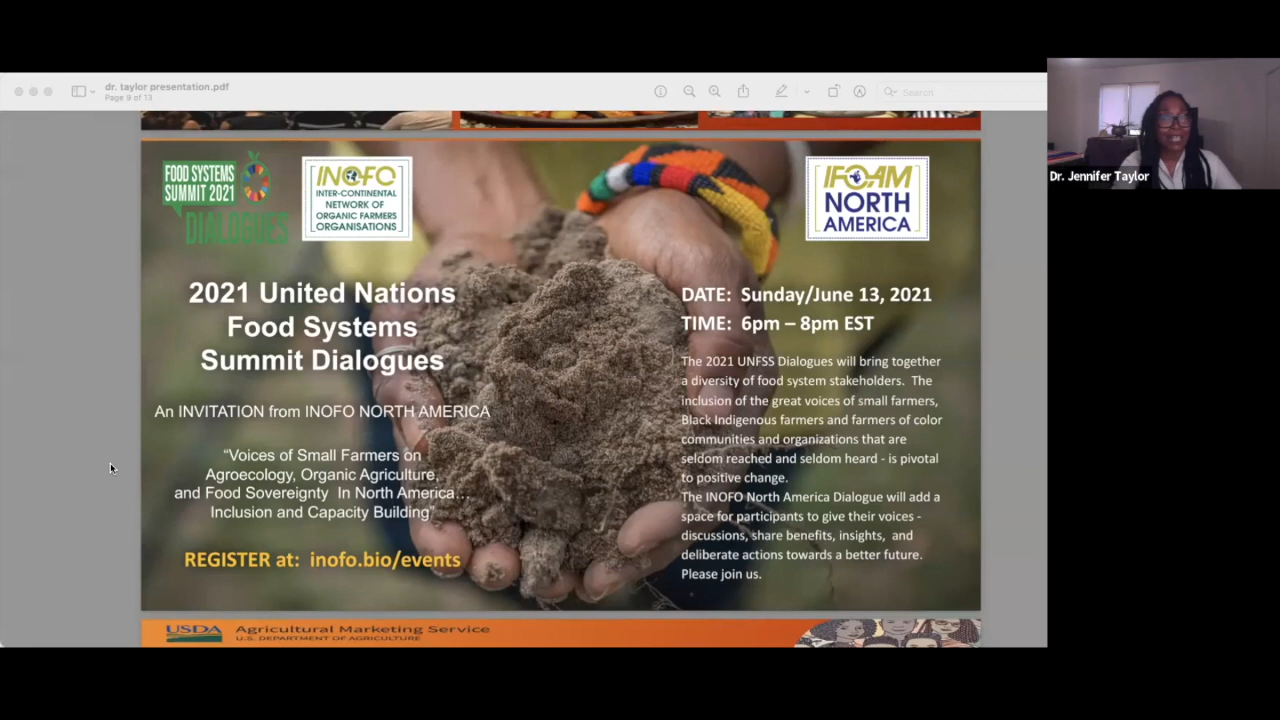 dr. taylor presentation.pdf
Page 9 of 13
Search
Dr. Jennifer Taylor
FOOD SYSTEMS
SUMMIT 2021
DIALOGUES
INOFO
INTER-CONTINENTAL
NETWORK OF
ORGANIC FARMERS
ORGANISATIONS
IFOAM
NORTH
AMERICA
2021 United Nations
Food Systems
Summit Dialogues
An INVITATION from INOFO NORTH AMERICA
“Voices of Small Farmers on
Agroecology, Organic Agriculture,
and Food Sovereignty In North America…
Inclusion and Capacity Building”
REGISTER at: inofo.bio/events
DATE: Sunday/June 13, 2021
TIME: 6pm – 8pm EST
The 2021 UNFSS Dialogues will bring together
a diversity of food system stakeholders. The
inclusion of the great voices of small farmers,
Black Indigenous farmers and farmers of color
communities and organizations that are
seldom reached and seldom heard - is pivotal
to positive change.
The INOFO North America Dialogue will add a
space for participants to give their voices -
discussions, share benefits, insights, and
deliberate actions towards a better future.
Please join us.
USDA
Agricultural Marketing Service
U.S. DEPARTMENT OF AGRICULTURE